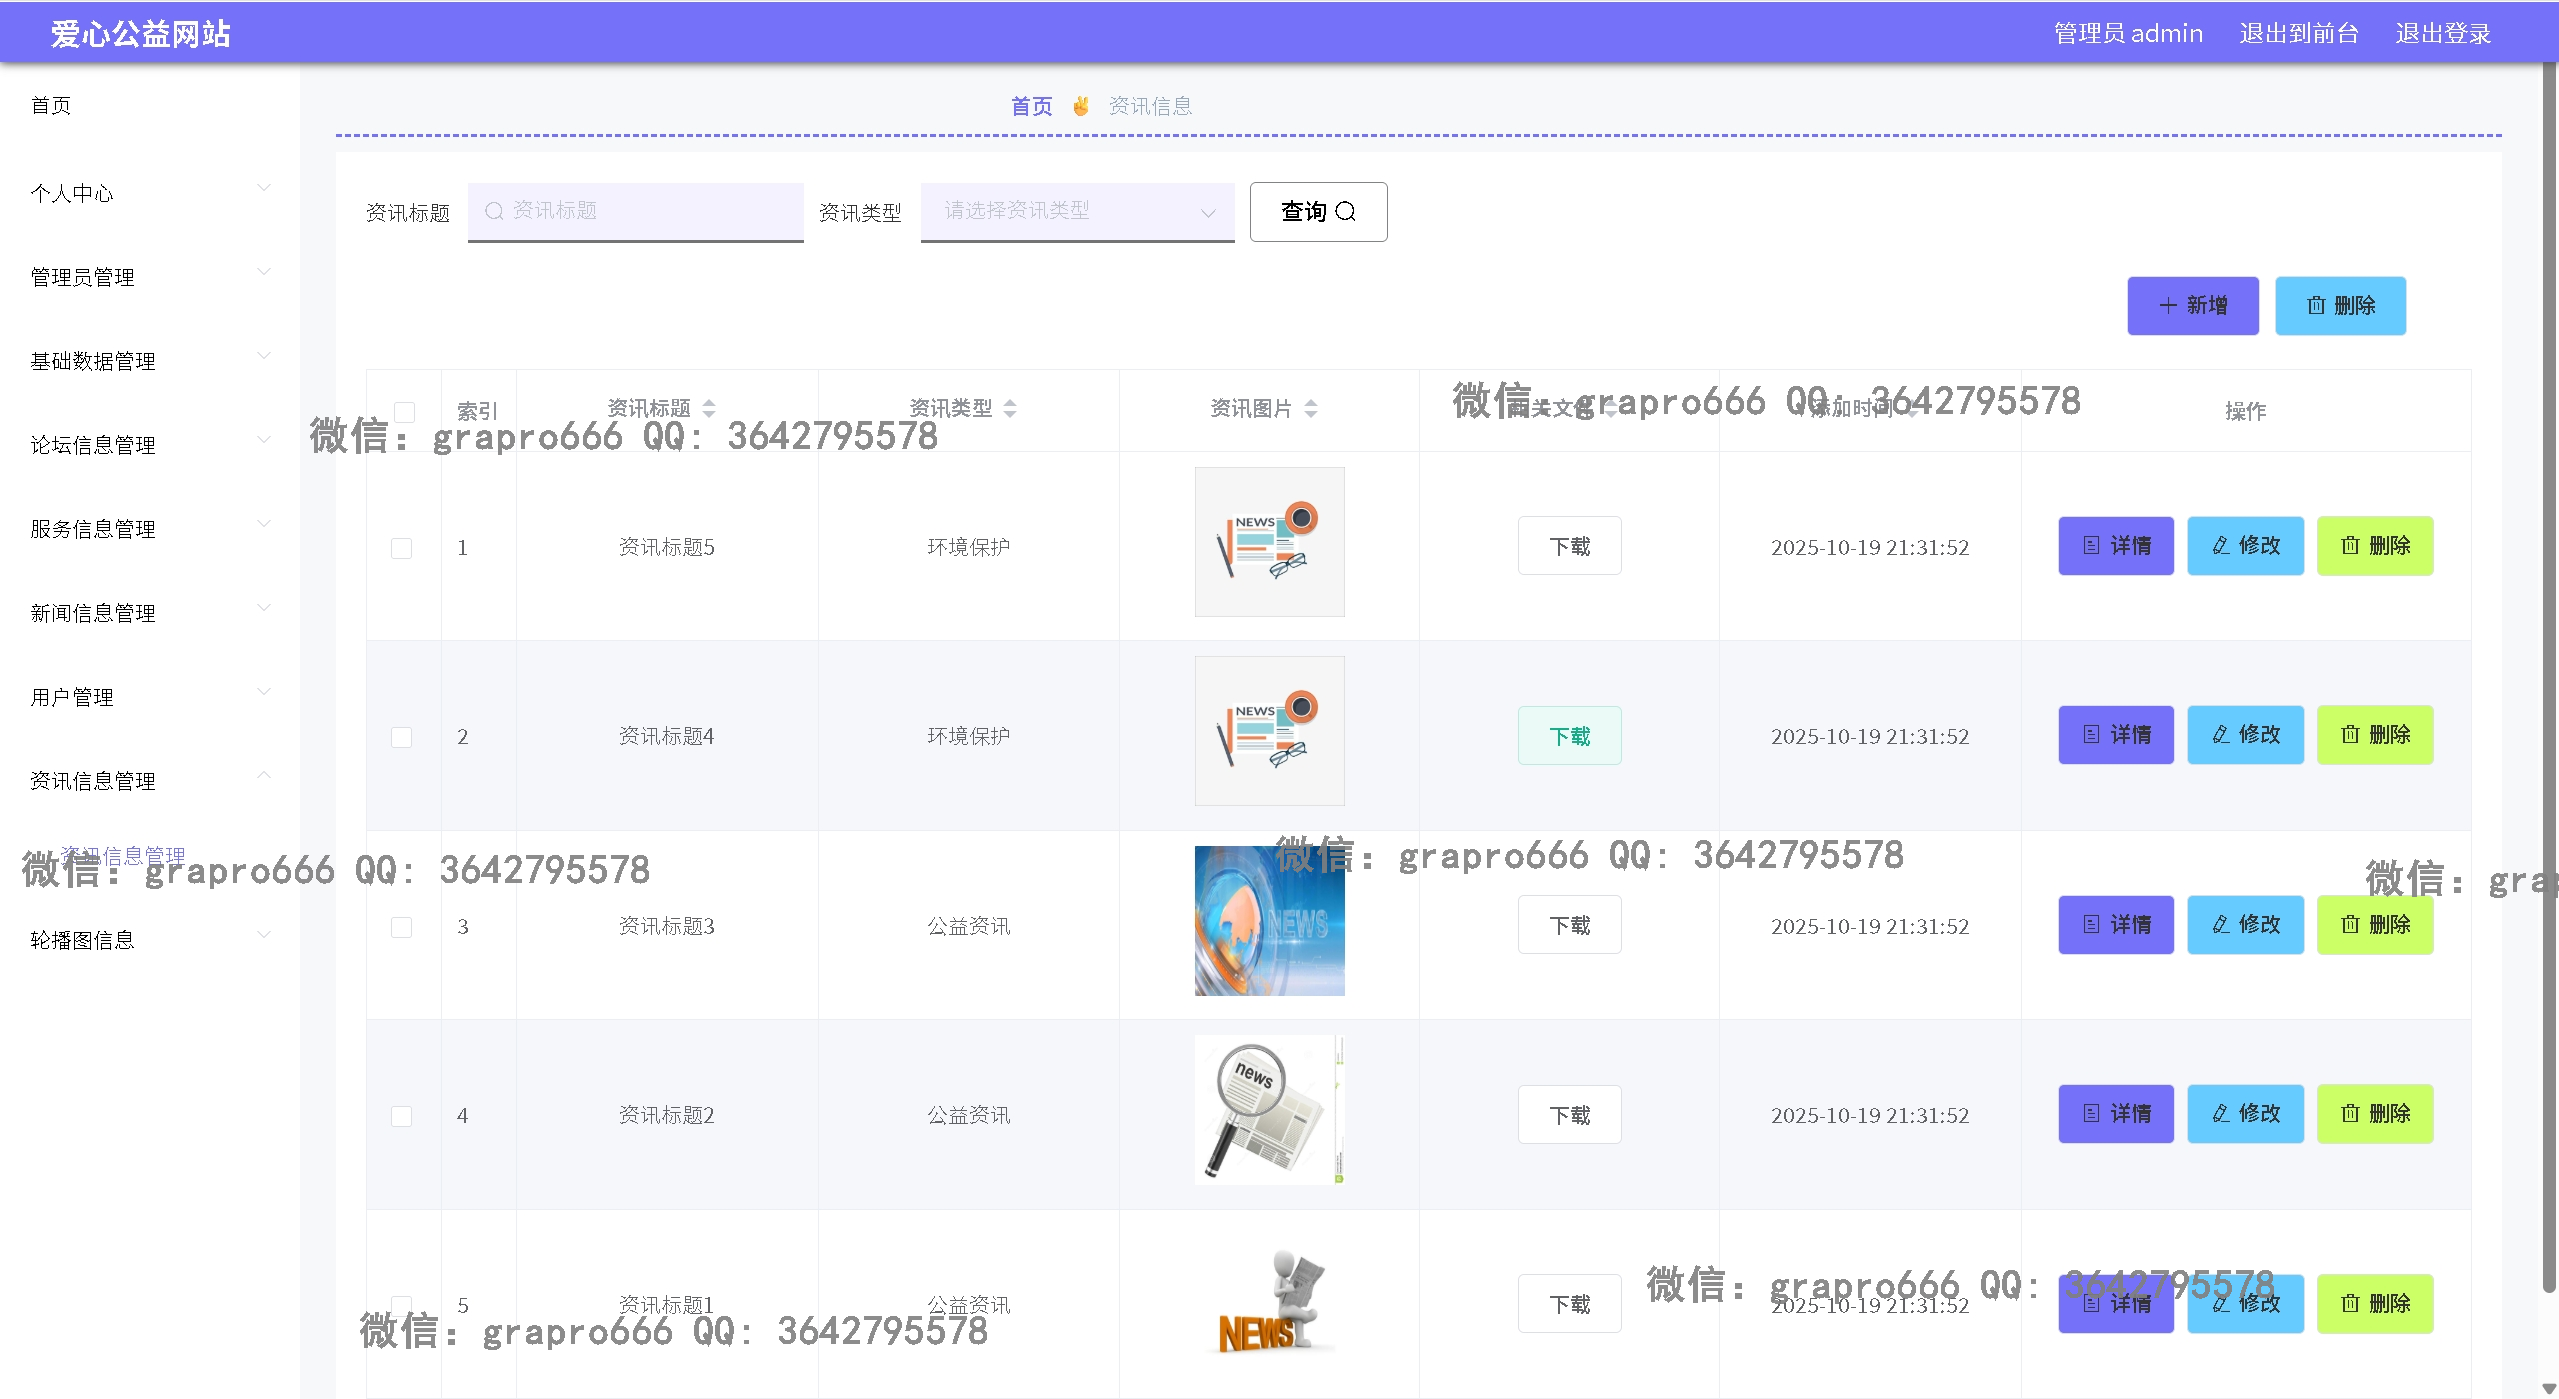 爱心公益网站
管理员 admin 退出到前台 退出登录
首页
个人中心
管理员管理
基础数据管理
论坛信息管理
服务信息管理
新闻信息管理
用户管理
资讯信息管理
资讯信息管理
轮播图信息
首页 ✌ 资讯信息
资讯标题 资讯标题 资讯类型 请选择资讯类型 查询
新增 删除
索引 资讯标题 资讯类型 资讯图片 相关文件 添加时间 操作
1 资讯标题5 环境保护 NEWS 下载 2025-10-19 21:31:52 详情 修改 删除
2 资讯标题4 环境保护 NEWS 下载 2025-10-19 21:31:52 详情 修改 删除
3 资讯标题3 公益资讯 NEWS 下载 2025-10-19 21:31:52 详情 修改 删除
4 资讯标题2 公益资讯 news 下载 2025-10-19 21:31:52 详情 修改 删除
5 资讯标题1 公益资讯 NEWS 下载 2025-10-19 21:31:52 详情 修改 删除
微信：grapro666 QQ: 3642795578
微信：grapro666 QQ: 3642795578
微信：grapro666 QQ: 3642795578
微信：grapro666 QQ: 3642795578
微信：gra
微信：grapro666 QQ: 3642795578
微信：grapro666 QQ: 3642795578